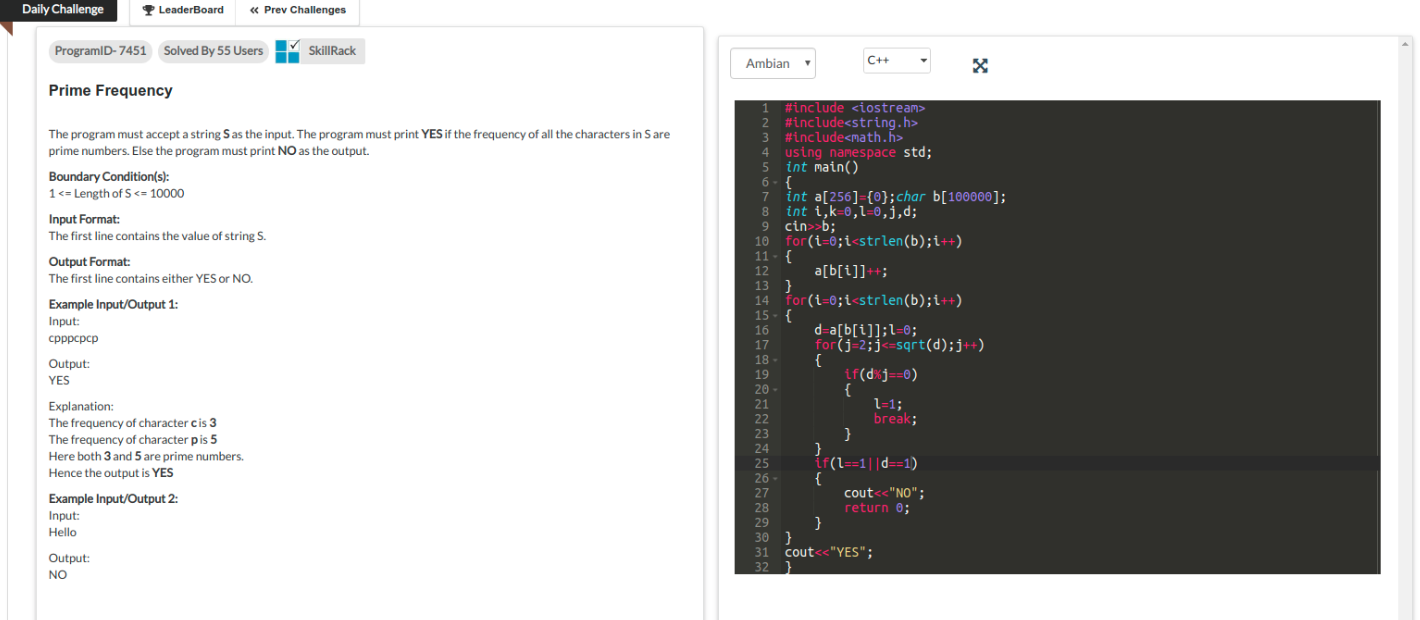 Daily Challenge
LeaderBoard
« Prev Challenges
ProgramID- 7451
Solved By 55 Users
SkillRack
Prime Frequency
The program must accept a string S as the input. The program must print YES if the frequency of all the characters in S are
prime numbers. Else the program must print NO as the output.
Boundary Condition(s):
1 <= Length of S <= 10000
Input Format:
The first line contains the value of string S.
Output Format:
The first line contains either YES or NO.
Example Input/Output 1:
Input:
cpppcpcp
Output:
YES
Explanation:
The frequency of character c is 3
The frequency of character p is 5
Here both 3 and 5 are prime numbers.
Hence the output is YES
Example Input/Output 2:
Input:
Hello
Output:
NO
Ambian
C++
1 #include <iostream>
2 #include<string.h>
3 #include<math.h>
4 using namespace std;
5 int main()
6 {
7 int a[256]={0};char b[100000];
8 int i,k=0,l=0,j,d;
9 cin>>b;
10 for(i=0;i<strlen(b);i++)
11 {
12 a[b[i]]++;
13 }
14 for(i=0;i<strlen(b);i++)
15 {
16 d=a[b[i]];l=0;
17 for(j=2;j<=sqrt(d);j++)
18 {
19 if(d%j==0)
20 {
21 l=1;
22 break;
23 }
24 }
25 if(l==1||d==1)
26 {
27 cout<<"NO";
28 return 0;
29 }
30 }
31 cout<<"YES";
32 }